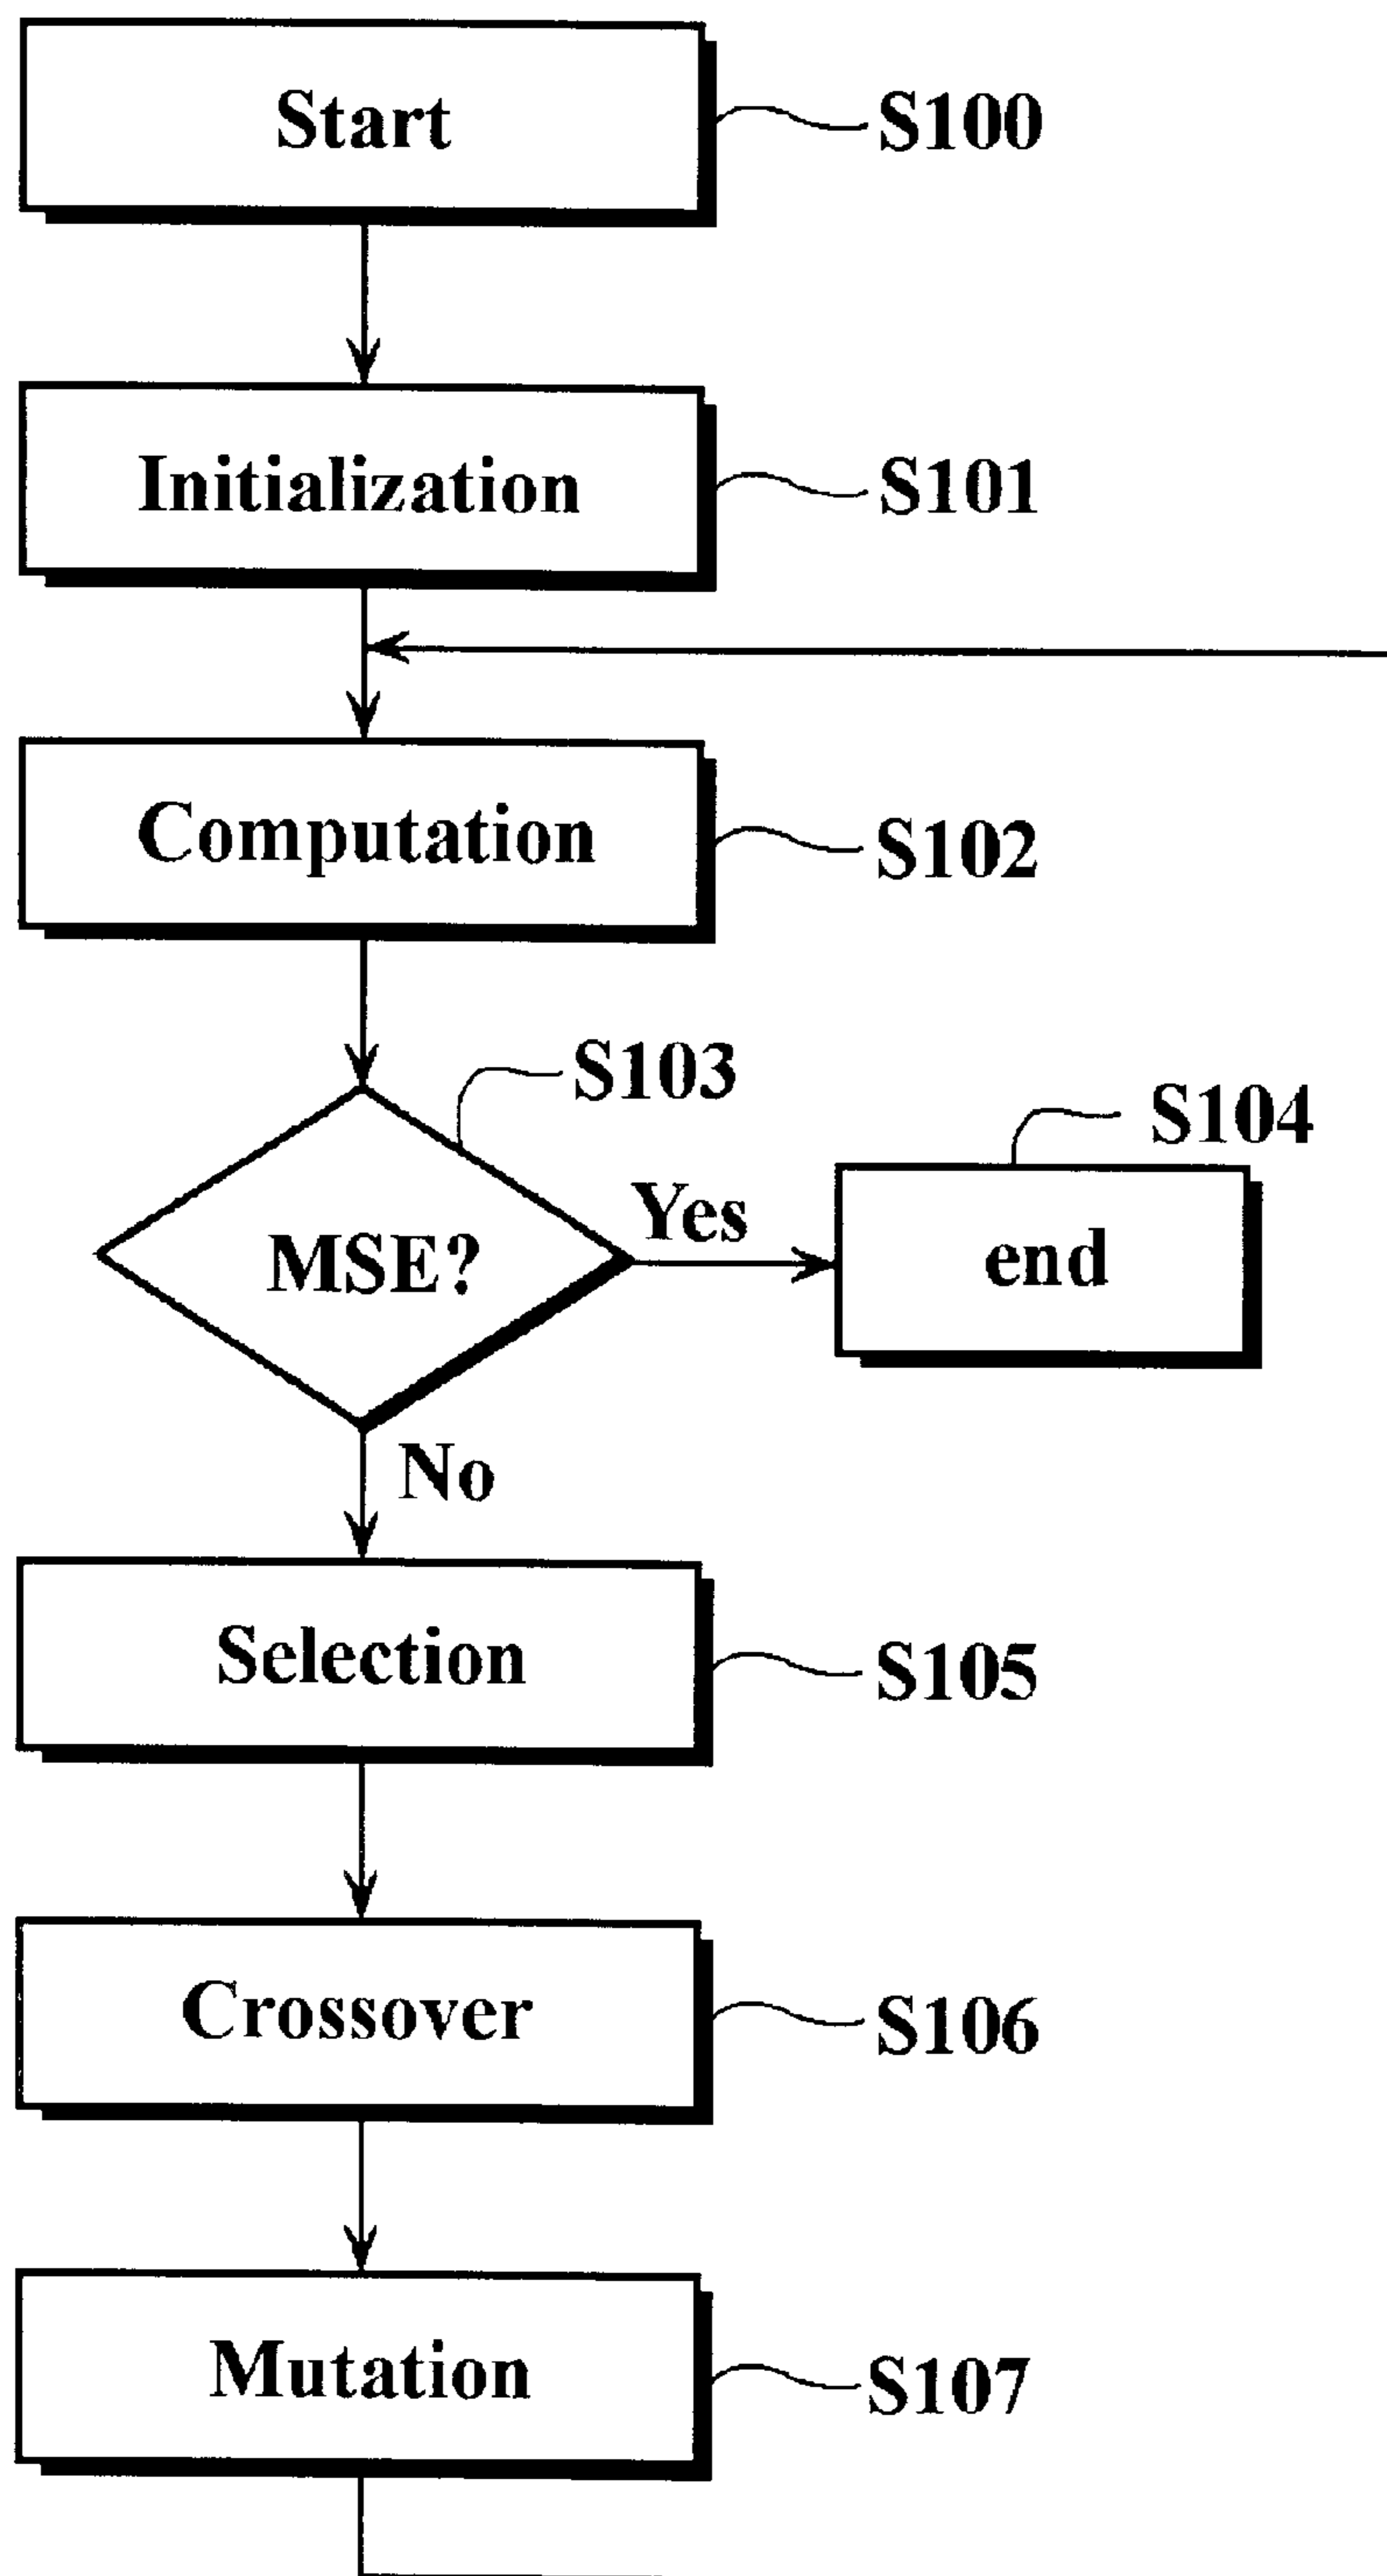 Start
S100
Initialization
S101
Computation
S102
S103
MSE?
Yes
S104
end
No
Selection
S105
Crossover
S106
Mutation
S107